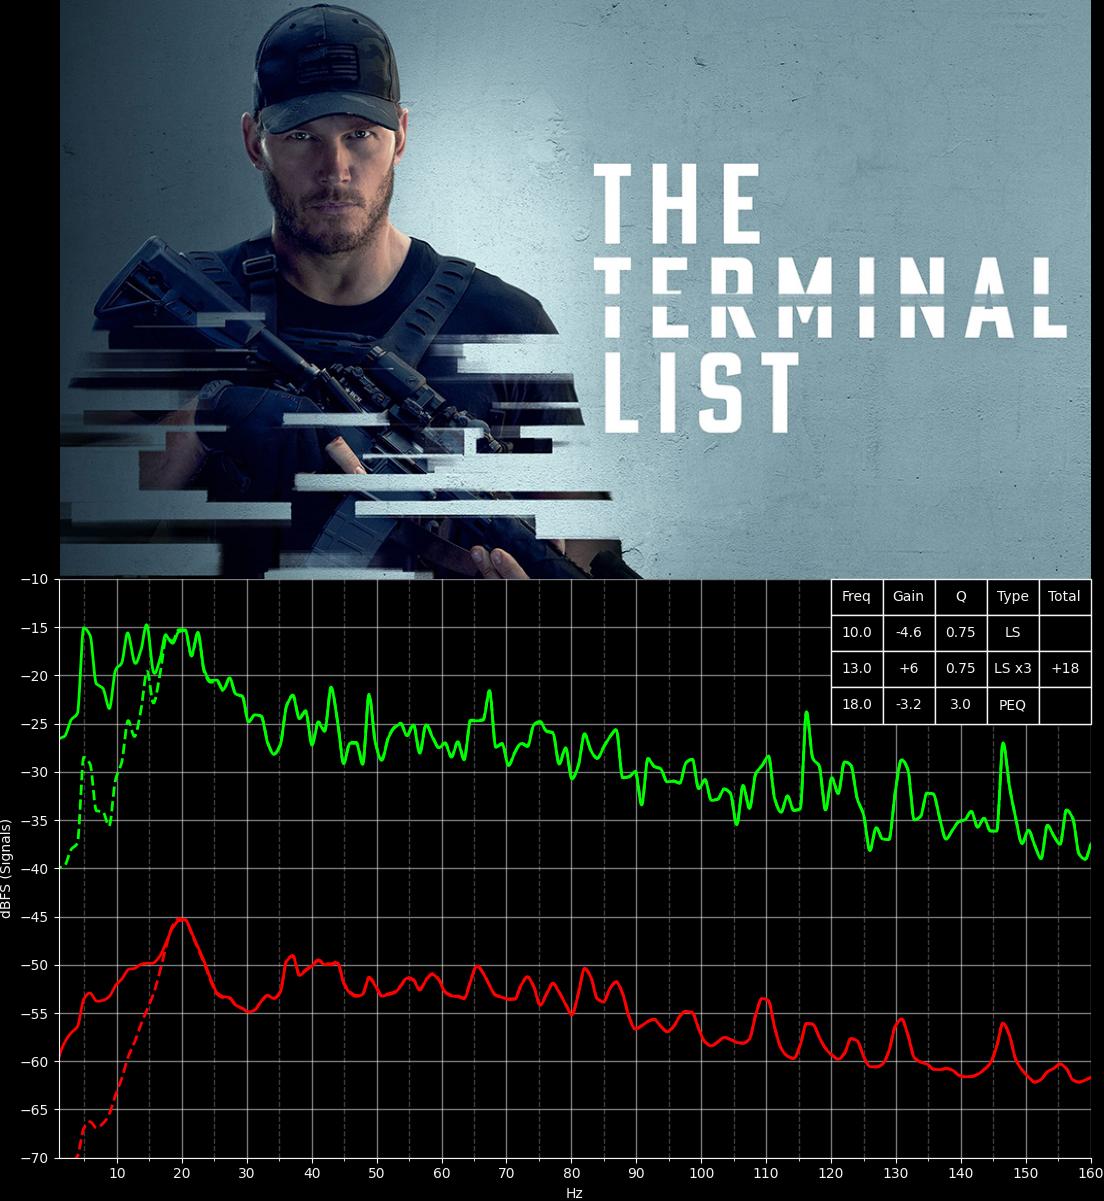 THE
TERMINAL
LIST
Freq Gain Q Type Total
10.0 -4.6 0.75 LS
13.0 +6 0.75 LS x3 +18
18.0 -3.2 3.0 PEQ
−10
−15
−20
−25
−30
−35
−40
−45
−50
−55
−60
−65
−70
dBFS (Signals)
10 20 30 40 50 60 70 80 90 100 110 120 130 140 150 160
Hz